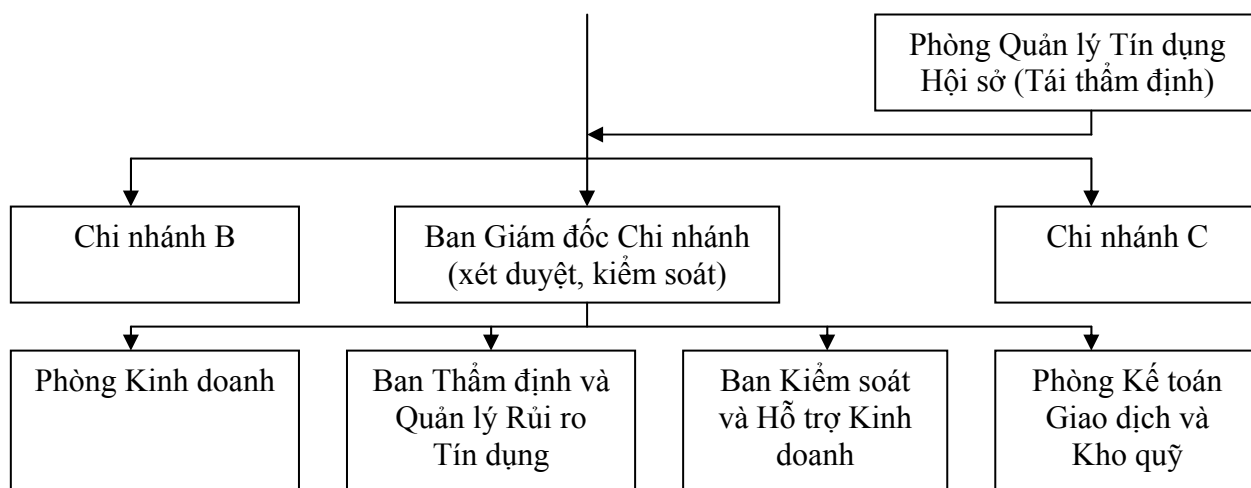 Phòng Quản lý Tín dụng
Hội sở (Tái thẩm định)
Chi nhánh B
Ban Giám đốc Chi nhánh
(xét duyệt, kiểm soát)
Chi nhánh C
Phòng Kinh doanh
Ban Thẩm định và
Quản lý Rủi ro
Tín dụng
Ban Kiểm soát
và Hỗ trợ Kinh
doanh
Phòng Kế toán
Giao dịch và
Kho quỹ